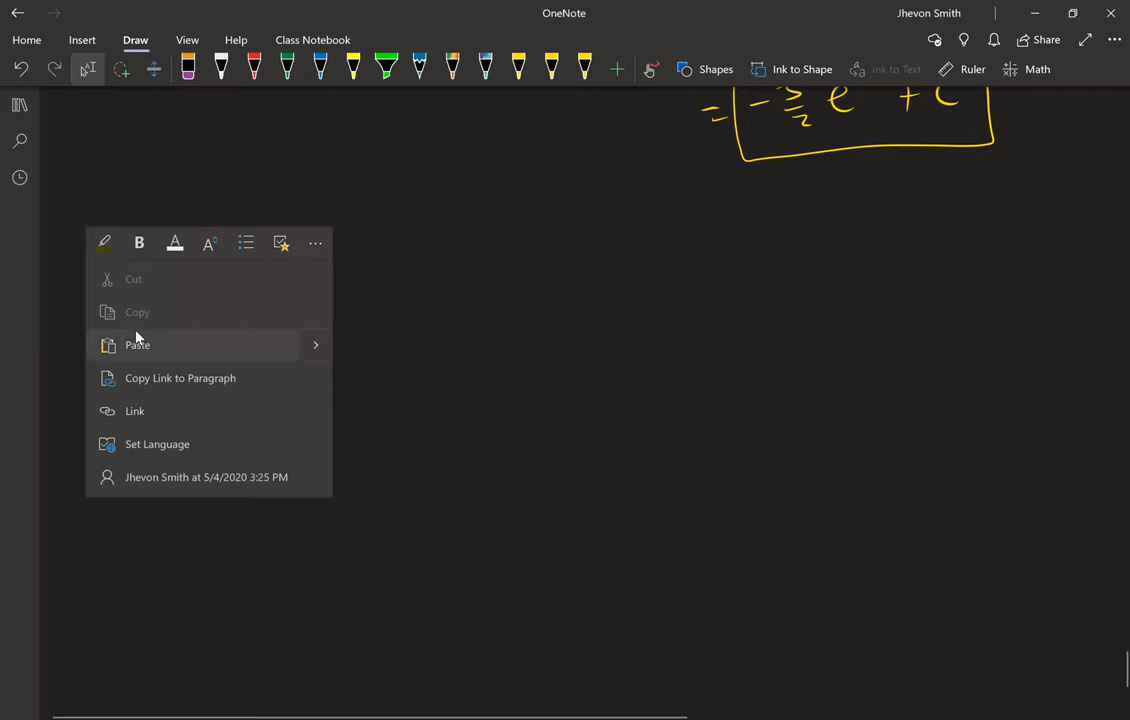 OneNote
Jhevon Smith
Home Insert Draw View Help Class Notebook
Share
Shapes Ink to Shape Ink to Text Ruler Math
= - 3/2 e + C
Cut
Copy
Paste
Copy Link to Paragraph
Link
Set Language
Jhevon Smith at 5/4/2020 3:25 PM